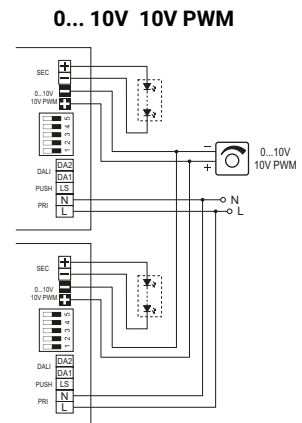 0... 10V 10V PWM
SEC
+
−
0...10V
10V PWM
−
+
1 2 3 4 5
DALI
DA2
DA1
PUSH
LS
PRI
N
L
−
+
0...10V
10V PWM
N
L
SEC
+
−
0...10V
10V PWM
−
+
1 2 3 4 5
DALI
DA2
DA1
PUSH
LS
PRI
N
L